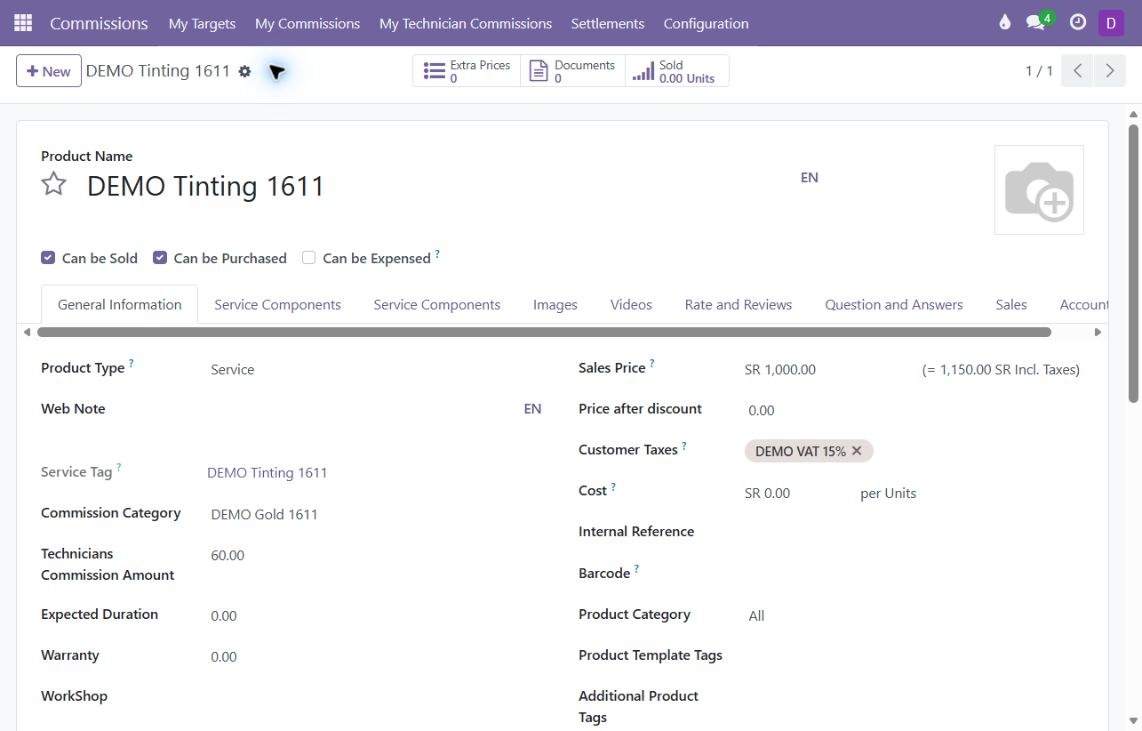 Commissions My Targets My Commissions My Technician Commissions Settlements Configuration 4 D
New DEMO Tinting 1611 Extra Prices 0 Documents 0 Sold 0.00 Units 1 / 1
Product Name
DEMO Tinting 1611 EN
Can be Sold Can be Purchased Can be Expensed ?
General Information Service Components Service Components Images Videos Rate and Reviews Question and Answers Sales Account
Product Type ? Service
Web Note EN
Service Tag ? DEMO Tinting 1611
Commission Category DEMO Gold 1611
Technicians
Commission Amount 60.00
Expected Duration 0.00
Warranty 0.00
WorkShop
Sales Price ? SR 1,000.00 (= 1,150.00 SR Incl. Taxes)
Price after discount 0.00
Customer Taxes ? DEMO VAT 15%
Cost ? SR 0.00 per Units
Internal Reference
Barcode ?
Product Category All
Product Template Tags
Additional Product
Tags